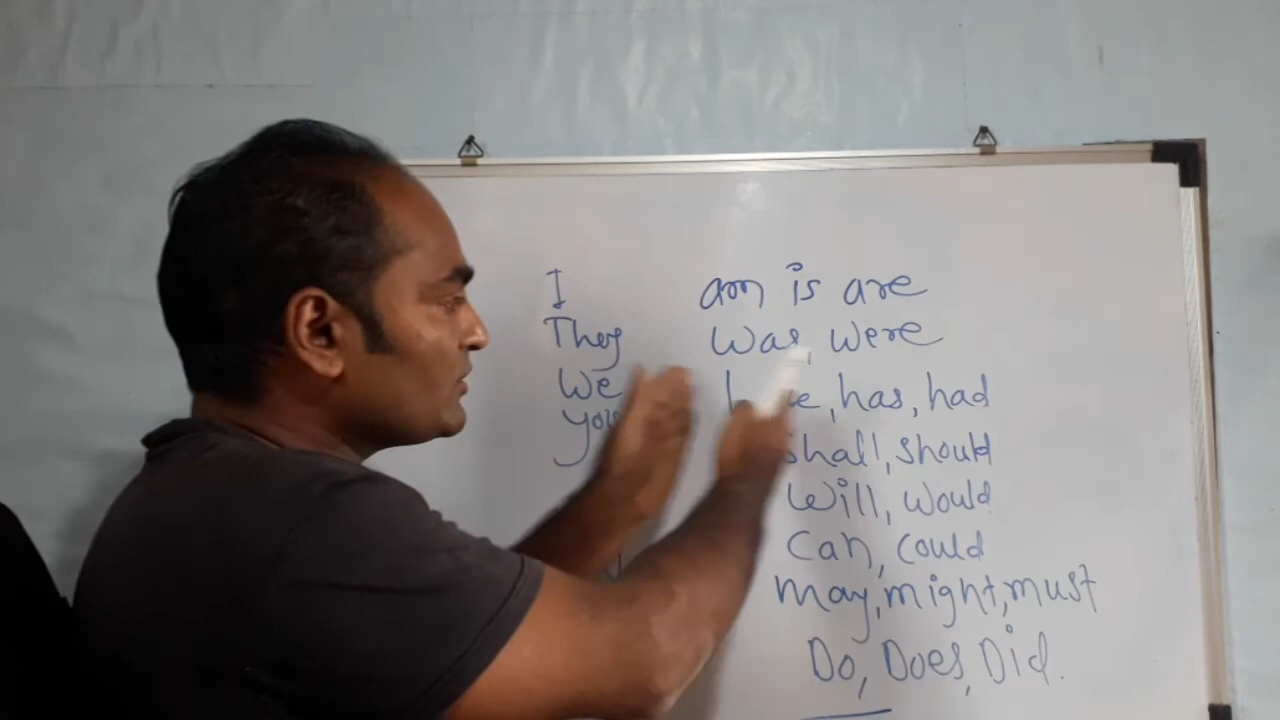 I am is are
They was, were
We have, has, had
you shall, should
will, would
can, could
may, might, must
Do, Does, Did.